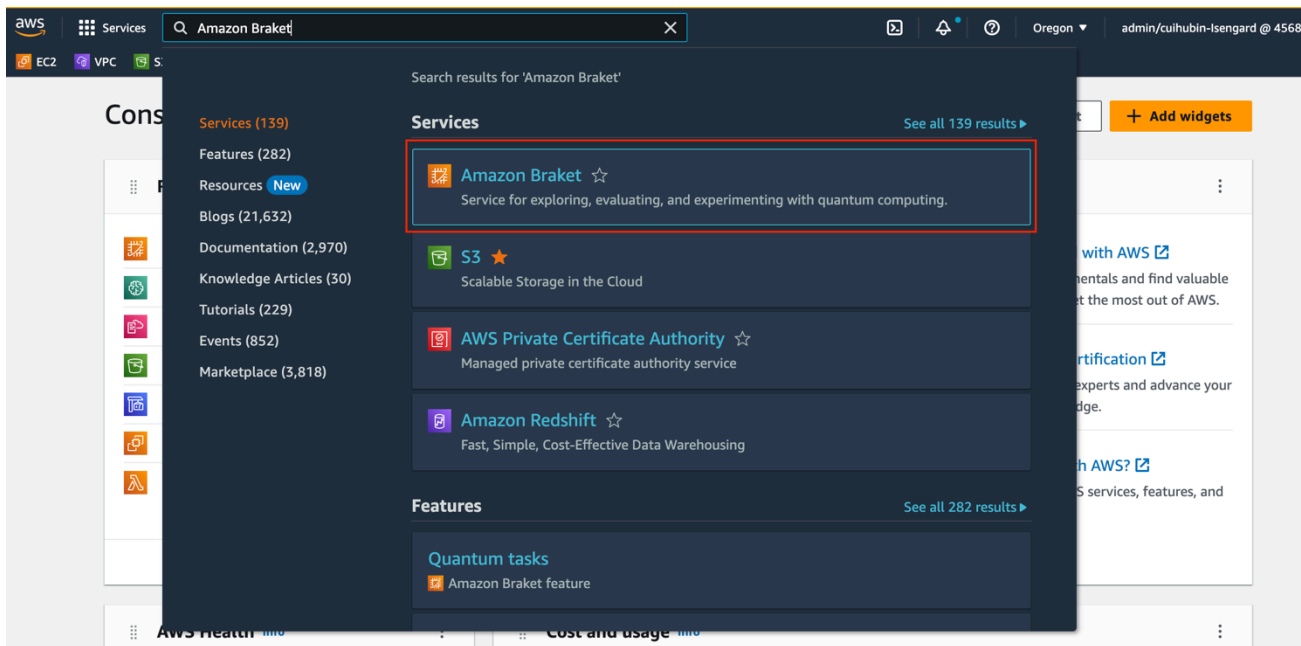 aws
Services
Amazon Braket
Oregon
admin/cuihubin-Isengard @ 4568
EC2
VPC
Cons
+ Add widgets
Search results for 'Amazon Braket'
Services (139)
Features (282)
Resources New
Blogs (21,632)
Documentation (2,970)
Knowledge Articles (30)
Tutorials (229)
Events (852)
Marketplace (3,818)
Services
See all 139 results
Amazon Braket
Service for exploring, evaluating, and experimenting with quantum computing.
S3
Scalable Storage in the Cloud
AWS Private Certificate Authority
Managed private certificate authority service
Amazon Redshift
Fast, Simple, Cost-Effective Data Warehousing
Features
See all 282 results
Quantum tasks
Amazon Braket feature
with AWS
nentals and find valuable
t the most out of AWS.
rtification
experts and advance your
dge.
h AWS?
S services, features, and
AWS Health Info
Cost and usage Info